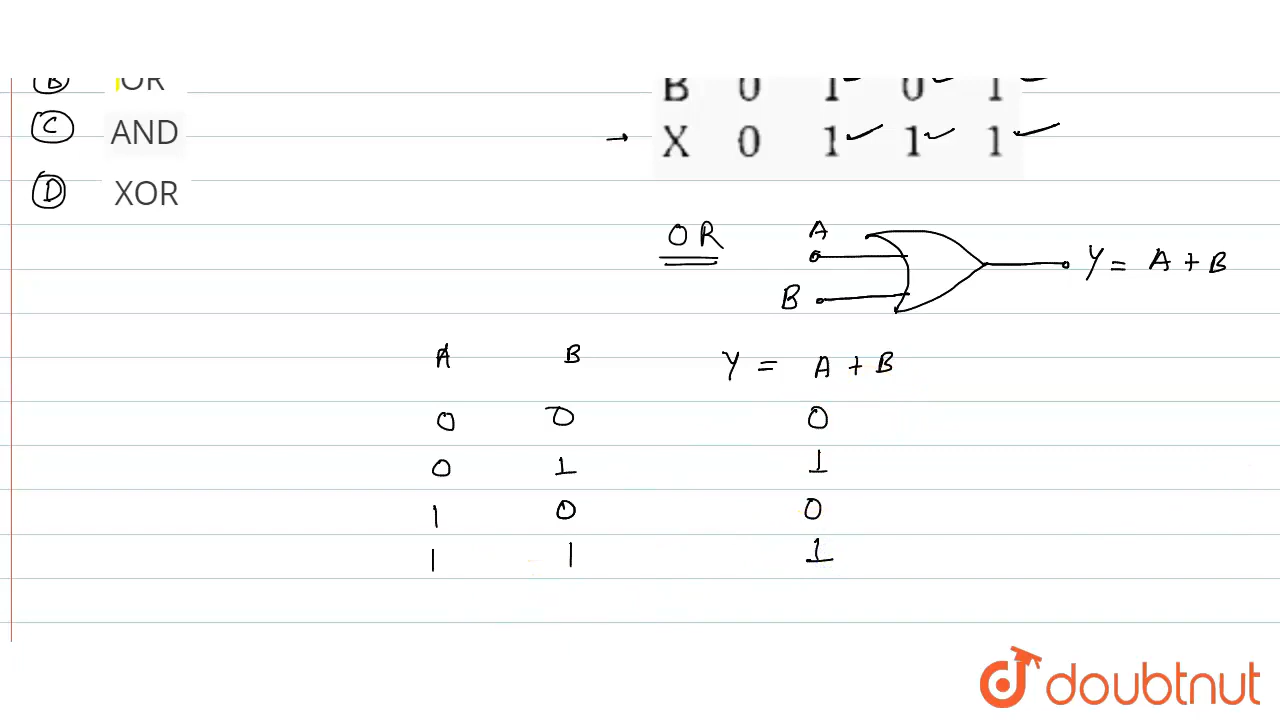 B OR
B 0 1 0 1
C AND
→ X 0 1 1 1
D XOR
OR
A
B
Y = A + B
A B Y = A + B
0 0 0
0 1 1
1 0 0
1 1 1
doubtnut